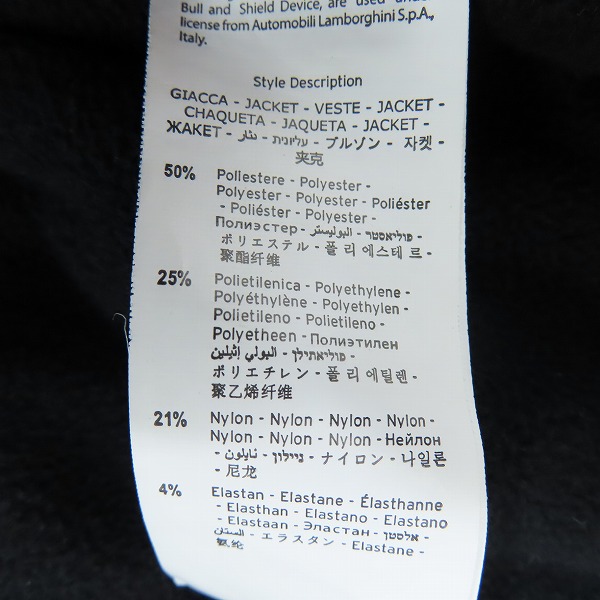 Bull and Shield Device, are used under
license from Automobili Lamborghini S.p.A.,
Italy.
Style Description
GIACCA - JACKET - VESTE - JACKET -
CHAQUETA - JAQUETA - JACKET -
ЖАКЕТ - دثار - עליונית - ブルゾン - 자켓 -
夹克
50% Poliestere - Polyester -
Polyester - Polyester - Poliéster
- Poliéster - Polyester -
Полиэстер - البوليستر - פוליאסטר -
ポリエステル - 폴리에스테르 -
聚酯纤维
25% Polietilenica - Polyethylene -
Polyéthylène - Polyethylen -
Polietileno - Polietileno -
Polyetheen - Полиэтилен
- البولي إثيلين - פוליאתילן
ポリエチレン - 폴리에틸렌 -
聚乙烯纤维
21% Nylon - Nylon - Nylon - Nylon -
Nylon - Nylon - Nylon - Нейлон
- نايلون - ניילון - ナイロン - 나일론
- 尼龙
4% Elastan - Elastane - Élasthanne
- Elasthan - Elastano - Elastano
- Elastaan - Эластан - אלסטן -
الستان - エラスタン - Elastane -
氨纶